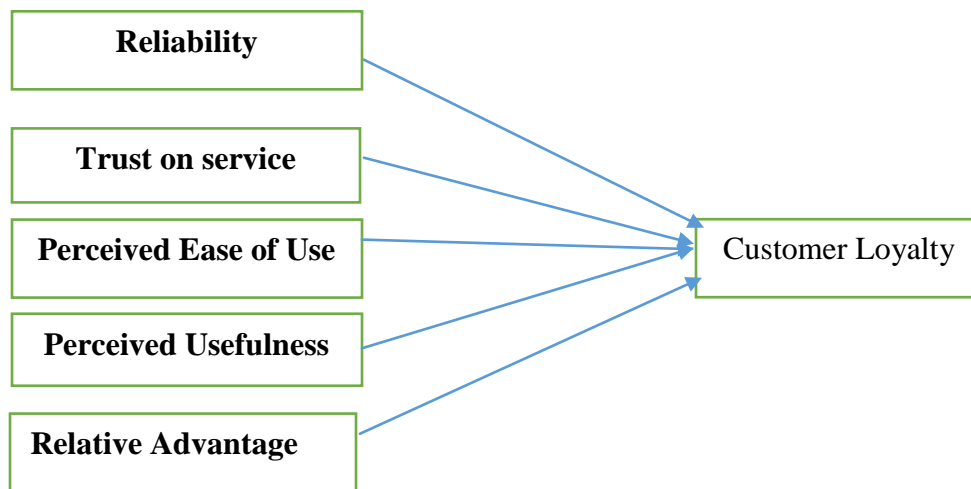 Reliability
Trust on service
Perceived Ease of Use
Customer Loyalty
Perceived Usefulness
Relative Advantage